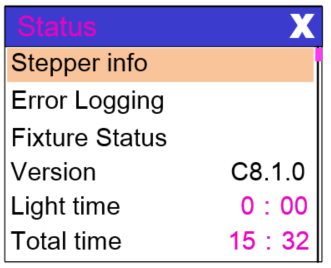 Status X
Stepper info
Error Logging
Fixture Status
Version C8.1.0
Light time 0 : 00
Total time 15 : 32